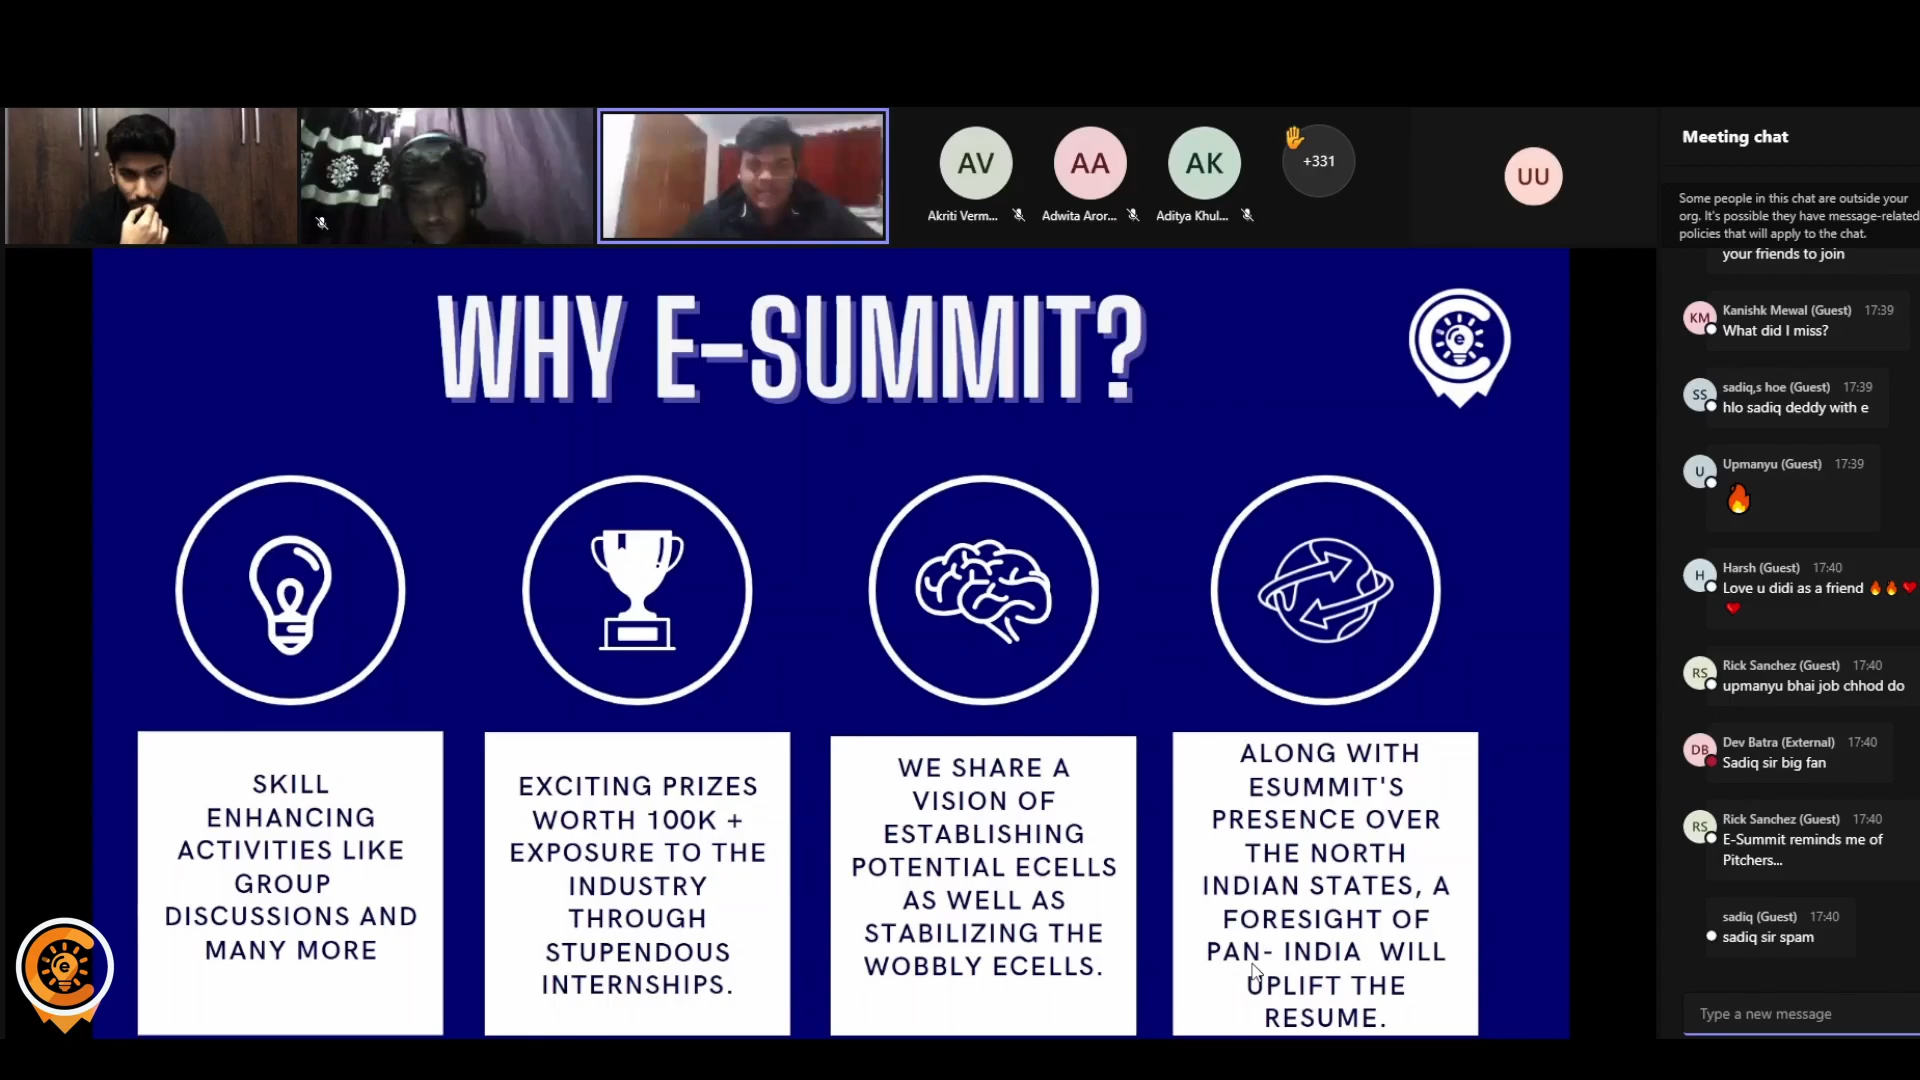 AV
AA
AK
+331
UU
Akriti Verm...
Adwita Aror...
Aditya Khul...
WHY E-SUMMIT?
e
SKILL
ENHANCING
ACTIVITIES LIKE
GROUP
DISCUSSIONS AND
MANY MORE
EXCITING PRIZES
WORTH 100K +
EXPOSURE TO THE
INDUSTRY
THROUGH
STUPENDOUS
INTERNSHIPS.
WE SHARE A
VISION OF
ESTABLISHING
POTENTIAL ECELLS
AS WELL AS
STABILIZING THE
WOBBLY ECELLS.
ALONG WITH
ESUMMIT'S
PRESENCE OVER
THE NORTH
INDIAN STATES, A
FORESIGHT OF
PAN- INDIA WILL
UPLIFT THE
RESUME.
e
Meeting chat
Some people in this chat are outside your
org. It's possible they have message-related
policies that will apply to the chat.
your friends to join
KM
Kanishk Mewal (Guest) 17:39
What did I miss?
SS
sadiq,s hoe (Guest) 17:39
hlo sadiq deddy with e
U
Upmanyu (Guest) 17:39
🔥
H
Harsh (Guest) 17:40
Love u didi as a friend 🔥🔥❤
❤
RS
Rick Sanchez (Guest) 17:40
upmanyu bhai job chhod do
DB
Dev Batra (External) 17:40
Sadiq sir big fan
RS
Rick Sanchez (Guest) 17:40
E-Summit reminds me of
Pitchers...
sadiq (Guest) 17:40
sadiq sir spam
Type a new message